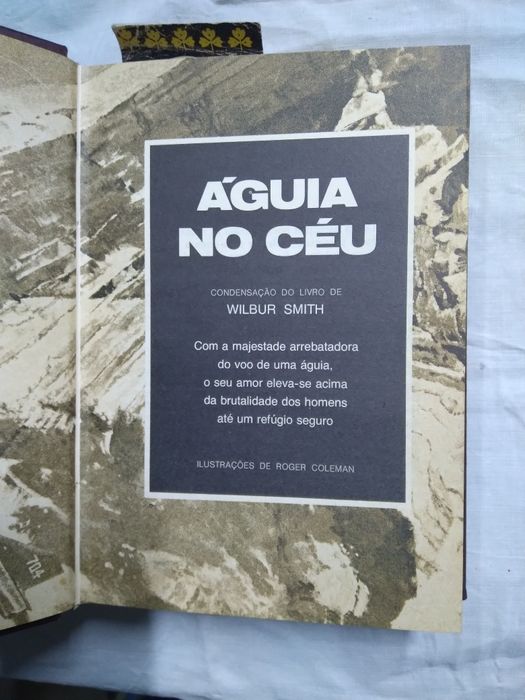 ÁGUIA
NO CÉU
CONDENSAÇÃO DO LIVRO DE
WILBUR SMITH
Com a majestade arrebatadora
do voo de uma águia,
o seu amor eleva-se acima
da brutalidade dos homens
até um refúgio seguro
ILUSTRAÇÕES DE ROGER COLEMAN
704